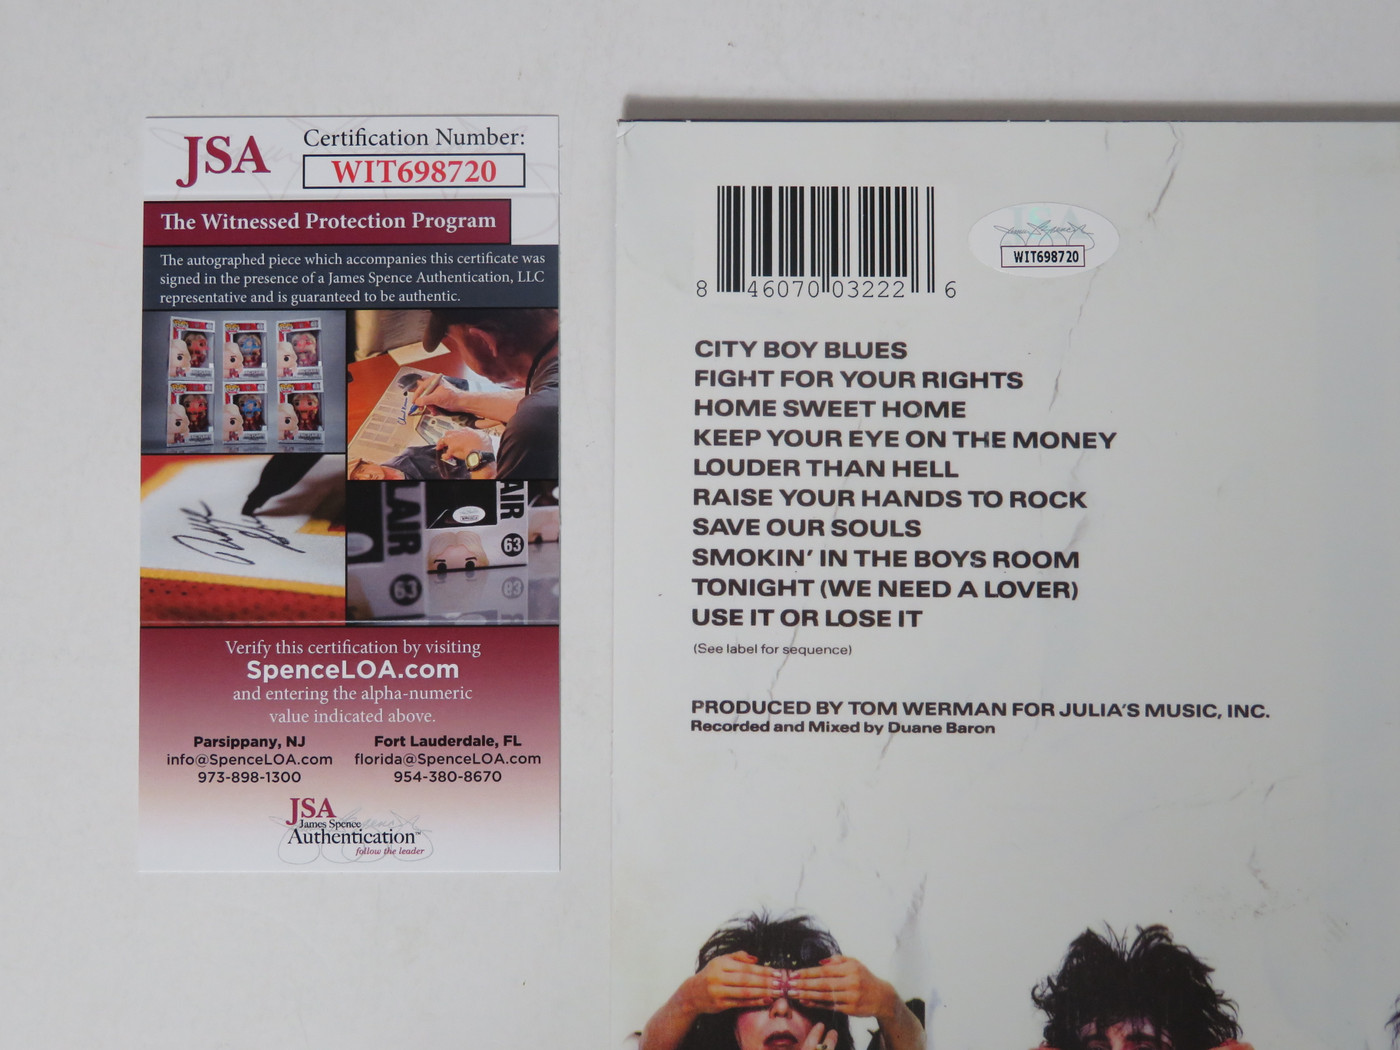 JSA
Certification Number:
WIT698720
The Witnessed Protection Program
The autographed piece which accompanies this certificate was
signed in the presence of a James Spence Authentication, LLC
representative and is guaranteed to be authentic.
LAIR
AIR
63
63
63
Verify this certification by visiting
SpenceLOA.com
and entering the alpha-numeric
value indicated above.
Parsippany, NJ
info@SpenceLOA.com
973-898-1300
Fort Lauderdale, FL
florida@SpenceLOA.com
954-380-8670
JSA
James Spence
Authentication™
follow the leader
8 46070 03222 6
JSA
WIT698720
CITY BOY BLUES
FIGHT FOR YOUR RIGHTS
HOME SWEET HOME
KEEP YOUR EYE ON THE MONEY
LOUDER THAN HELL
RAISE YOUR HANDS TO ROCK
SAVE OUR SOULS
SMOKIN' IN THE BOYS ROOM
TONIGHT (WE NEED A LOVER)
USE IT OR LOSE IT
(See label for sequence)
PRODUCED BY TOM WERMAN FOR JULIA'S MUSIC, INC.
Recorded and Mixed by Duane Baron